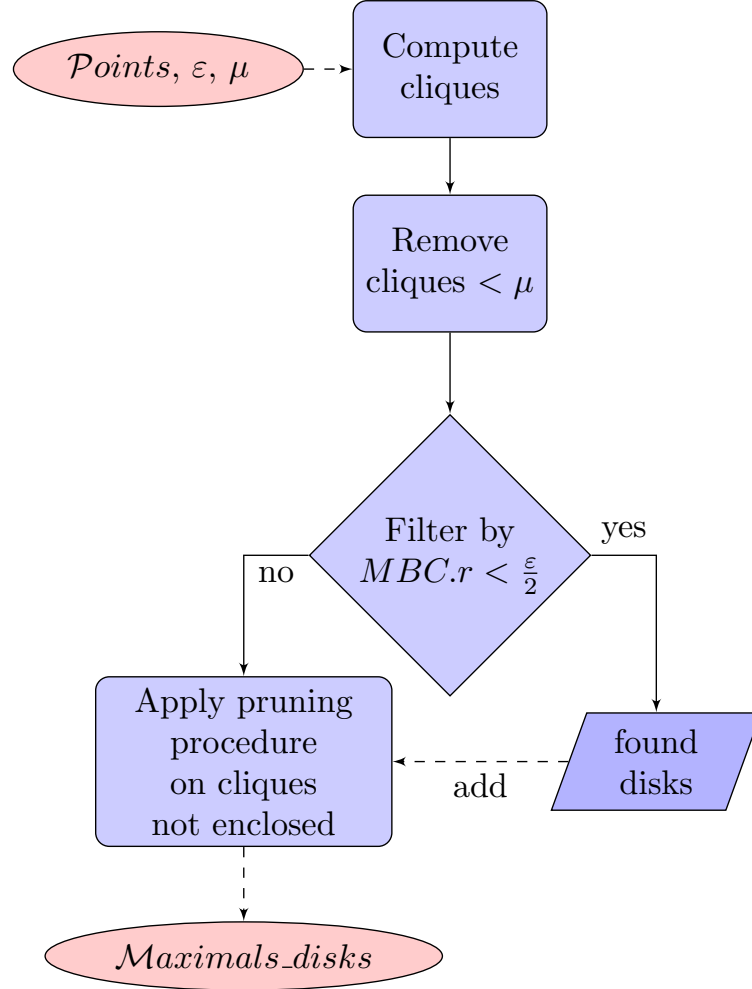 𝒫oints, ε, μ
Compute
cliques
Remove
cliques < μ
Filter by
MBC.r < ε/2
yes
no
Apply pruning
procedure
on cliques
not enclosed
found
disks
add
ℳaximals_disks